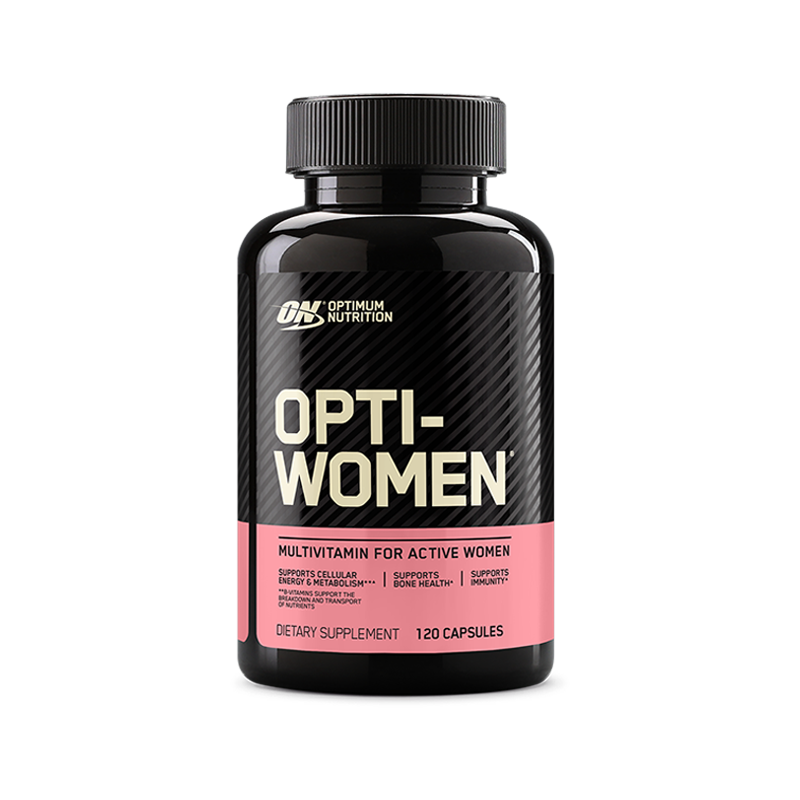 ON® OPTIMUM
NUTRITION
OPTI-
WOMEN®
MULTIVITAMIN FOR ACTIVE WOMEN
SUPPORTS CELLULAR
ENERGY & METABOLISM***
SUPPORTS
BONE HEALTH*
SUPPORTS
IMMUNITY*
**B-VITAMINS SUPPORT THE
BREAKDOWN AND TRANSPORT
OF NUTRIENTS
DIETARY SUPPLEMENT 120 CAPSULES